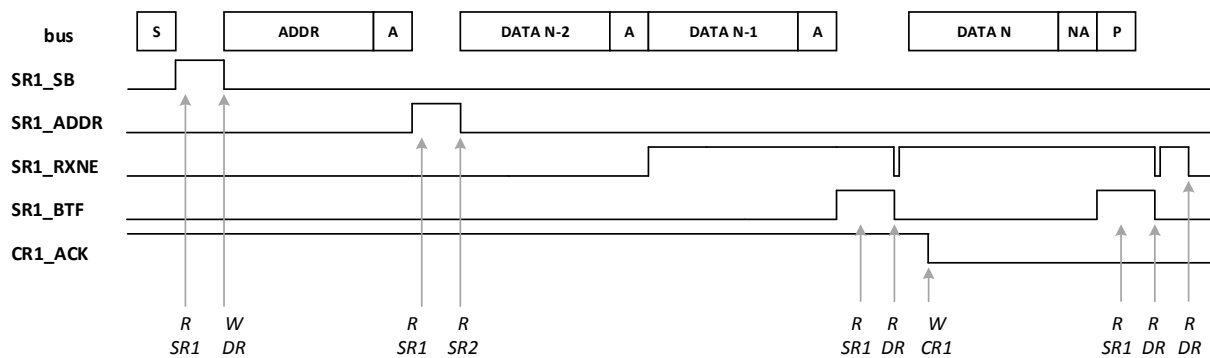 bus S ADDR A DATA N-2 A DATA N-1 A DATA N NA P
SR1_SB
SR1_ADDR
SR1_RXNE
SR1_BTF
CR1_ACK
R W R R R R W R R R
SR1 DR SR1 SR2 SR1 DR CR1 SR1 DR DR